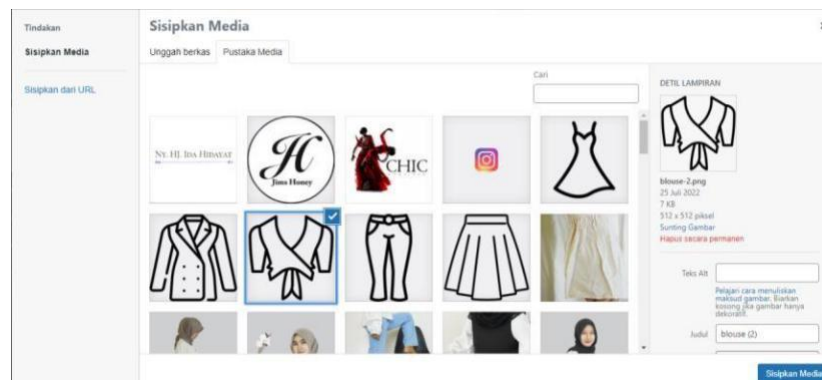 Tindakan
Sisipkan Media
Sisipkan dari URL
Sisipkan Media
Unggah berkas Pustaka Media
Cari
NY. HJ. IDA HIDAYAT
H
Jims Honey
CHIC
DETIL LAMPIRAN
blouse-2.png
25 Juli 2022
7 KB
512 x 512 piksel
Sunting Gambar
Hapus secara permanen
Teks Alt
Pelajari cara menuliskan
maksud gambar. Biarkan
kosong jika gambar hanya
dekoratif.
Judul blouse (2)
Sisipkan Media